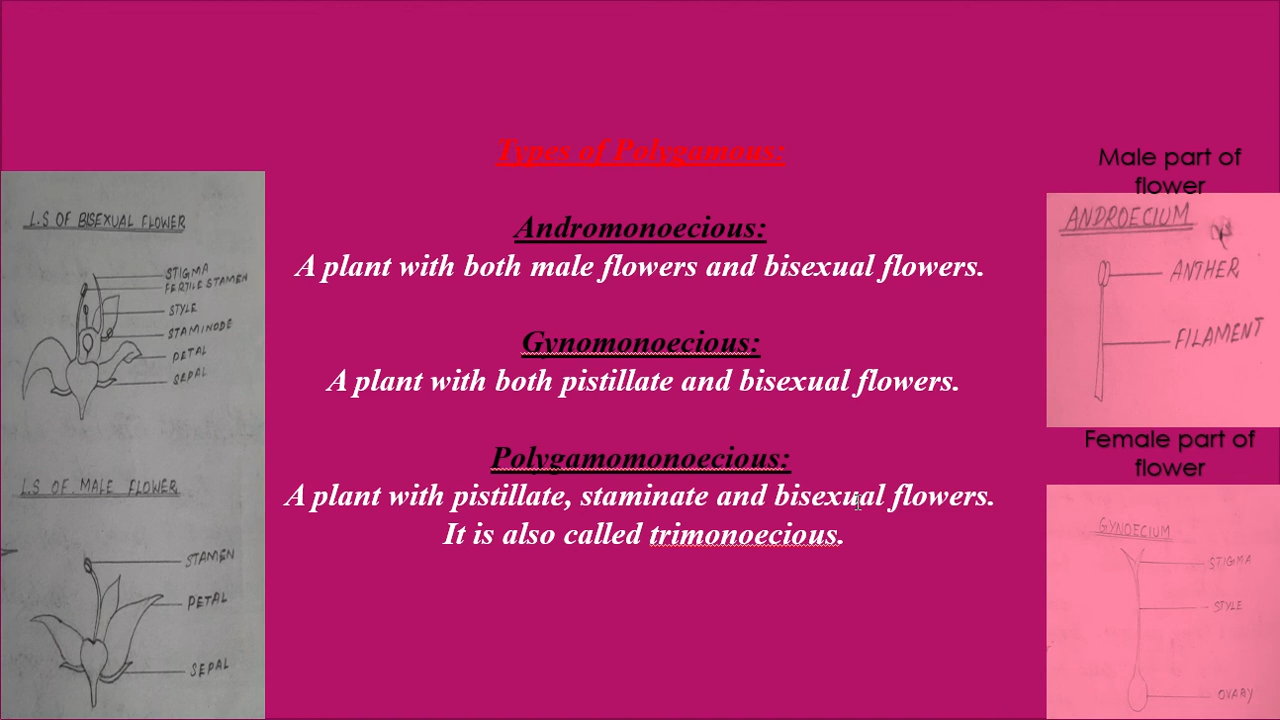 Types of Polygamous:
Andromonoecious:
A plant with both male flowers and bisexual flowers.
Gynomonoecious:
A plant with both pistillate and bisexual flowers.
Polygamomonoecious:
A plant with pistillate, staminate and bisexual flowers.
It is also called trimonoecious.
L.S OF BISEXUAL FLOWER
STIGMA
FERTILE STAMEN
STYLE
STAMINODE
PETAL
SEPAL
L.S OF MALE FLOWER
STAMEN
PETAL
SEPAL
Male part of
flower
ANDROECIUM
ANTHER
FILAMENT
Female part of
flower
GYNOECIUM
STIGMA
STYLE
OVARY